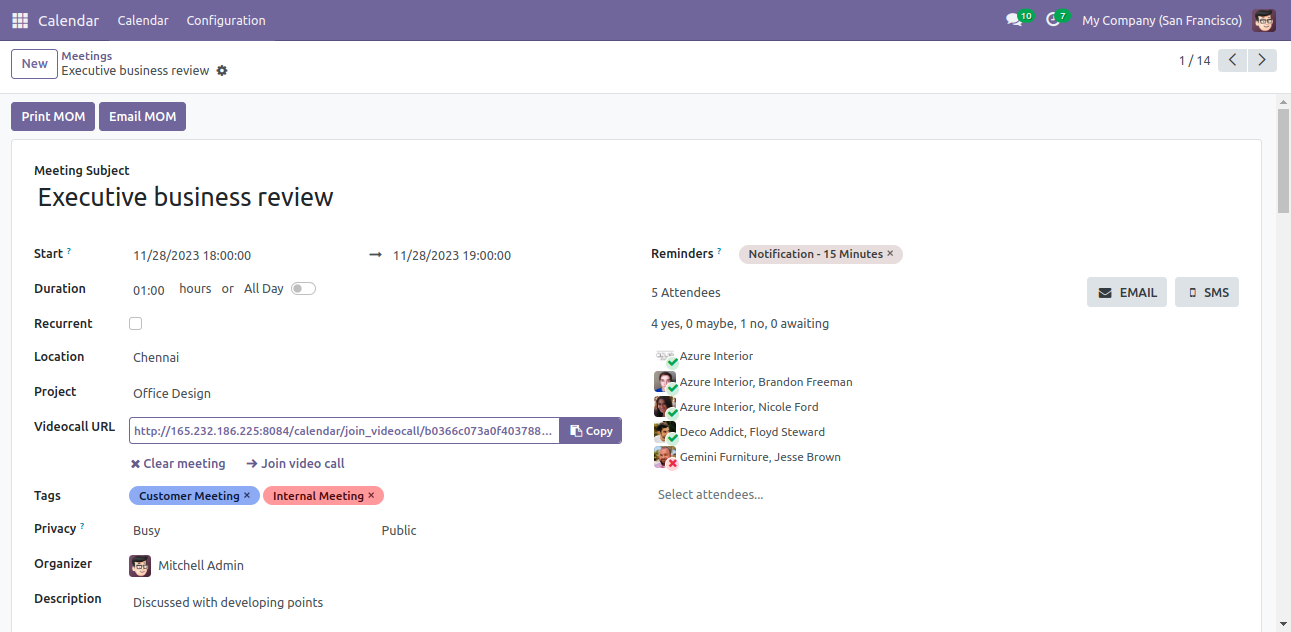 Calendar Calendar Configuration 10 7 My Company (San Francisco)
New Meetings 1 / 14
Executive business review
Print MOM Email MOM
Meeting Subject
Executive business review
Start ? 11/28/2023 18:00:00 → 11/28/2023 19:00:00 Reminders ? Notification - 15 Minutes ×
Duration 01:00 hours or All Day 5 Attendees EMAIL SMS
Recurrent 4 yes, 0 maybe, 1 no, 0 awaiting
Location Chennai Azure Interior
Azure Interior, Brandon Freeman
Project Office Design Azure Interior, Nicole Ford
Videocall URL http://165.232.186.225:8084/calendar/join_videocall/b0366c073a0f403788... Copy Deco Addict, Floyd Steward
Clear meeting Join video call Gemini Furniture, Jesse Brown
Tags Customer Meeting × Internal Meeting × Select attendees...
Privacy ? Busy Public
Organizer Mitchell Admin
Description Discussed with developing points